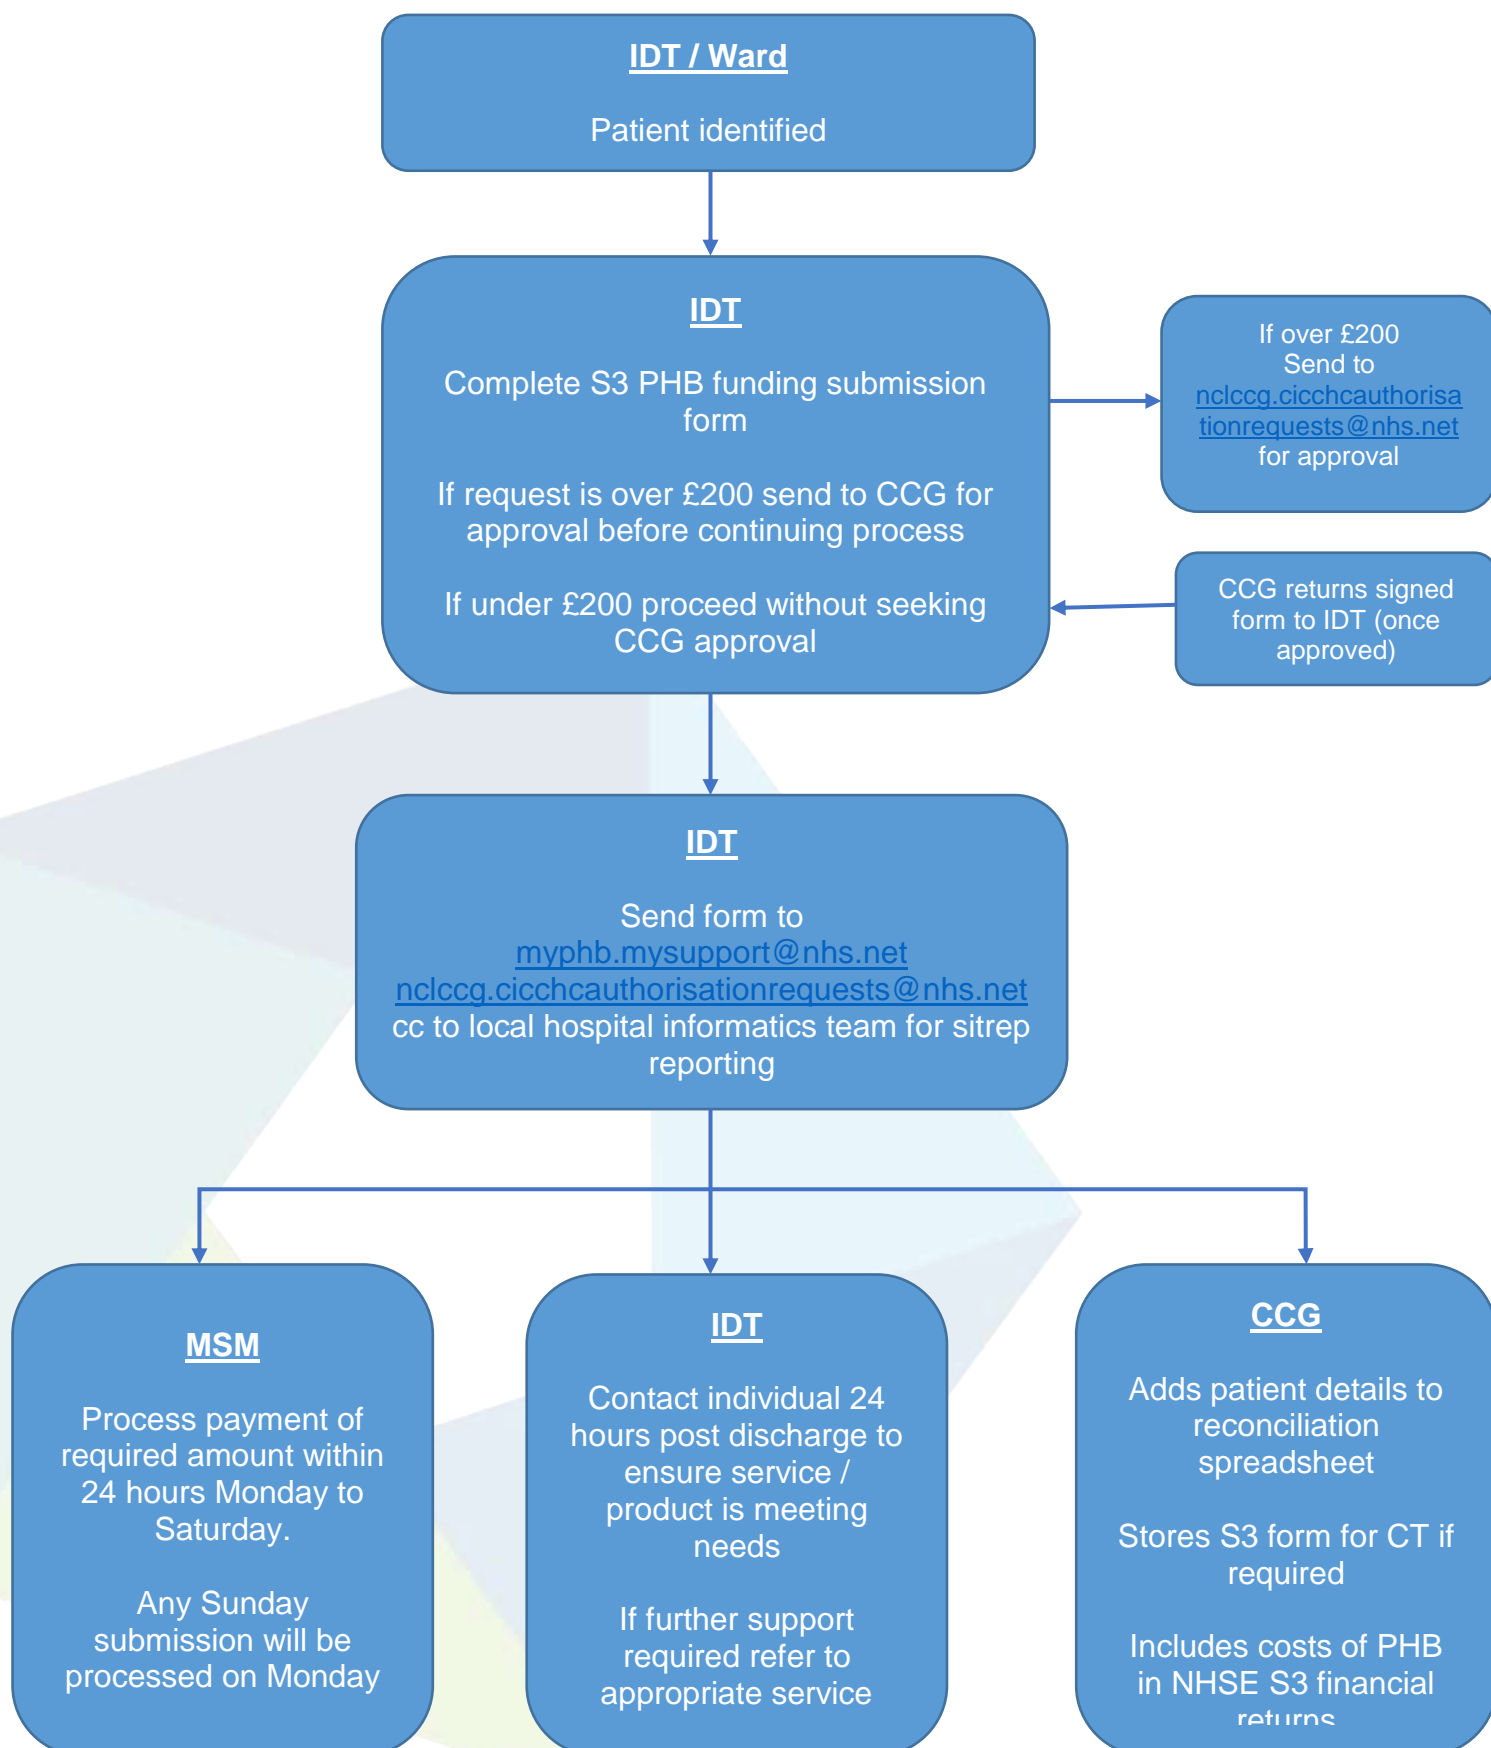 IDT / Ward
Patient identified
IDT
Complete S3 PHB funding submission
form
If request is over £200 send to CCG for
approval before continuing process
If under £200 proceed without seeking
CCG approval
If over £200
Send to
nclccg.cicchcauthorisa
tionrequests@nhs.net
for approval
CCG returns signed
form to IDT (once
approved)
IDT
Send form to
myphb.mysupport@nhs.net
nclccg.cicchcauthorisationrequests@nhs.net
cc to local hospital informatics team for sitrep
reporting
MSM
Process payment of
required amount within
24 hours Monday to
Saturday.
Any Sunday
submission will be
processed on Monday
IDT
Contact individual 24
hours post discharge to
ensure service /
product is meeting
needs
If further support
required refer to
appropriate service
CCG
Adds patient details to
reconciliation
spreadsheet
Stores S3 form for CT if
required
Includes costs of PHB
in NHSE S3 financial
returns